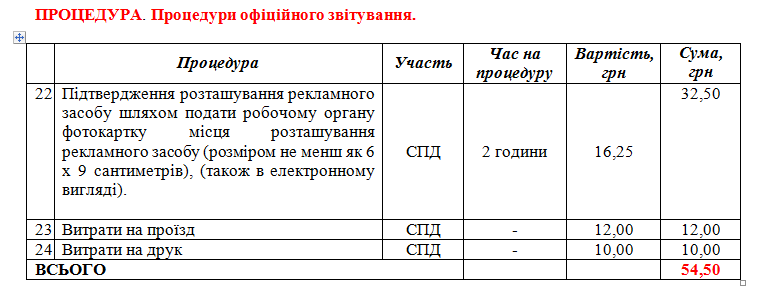 ПРОЦЕДУРА. Процедури офіційного звітування.
Процедура Участь Час на процедуру Вартість, грн Сума, грн
22 Підтвердження розташування рекламного
засобу шляхом подати робочому органу
фотокартку місця розташування
рекламного засобу (розміром не менш як 6
х 9 сантиметрів), (також в електронному
вигляді). СПД 2 години 16,25 32,50
23 Витрати на проїзд СПД - 12,00 12,00
24 Витрати на друк СПД - 10,00 10,00
ВСЬОГО 54,50